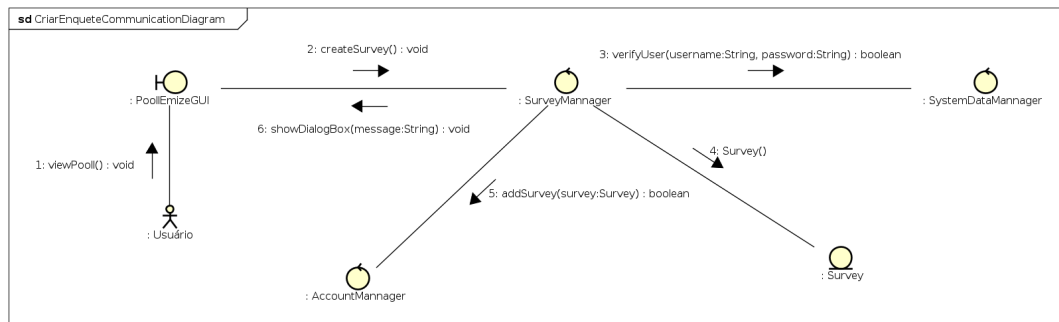 sd CriarEnqueteCommunicationDiagram
2: createSurvey() : void
3: verifyUser(username:String, password:String) : boolean
: PoollEmizeGUI
: SurveyMannager
: SystemDataMannager
6: showDialogBox(message:String) : void
1: viewPooll() : void
4: Survey()
5: addSurvey(survey:Survey) : boolean
: Usuário
: Survey
: AccountMannager